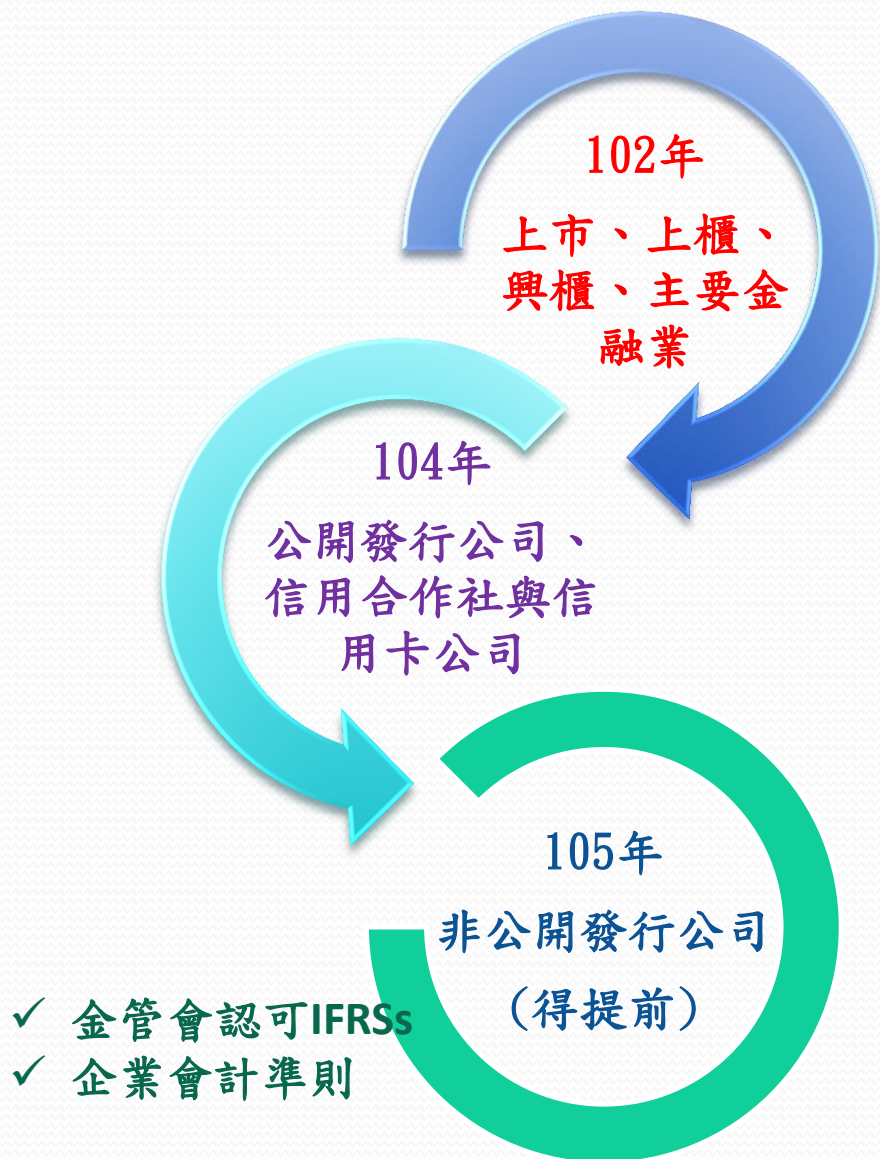 102年
上市、上櫃、
興櫃、主要金
融業
104年
公開發行公司、
信用合作社與信
用卡公司
105年
非公開發行公司
(得提前)
✓ 金管會認可IFRSs
✓ 企業會計準則